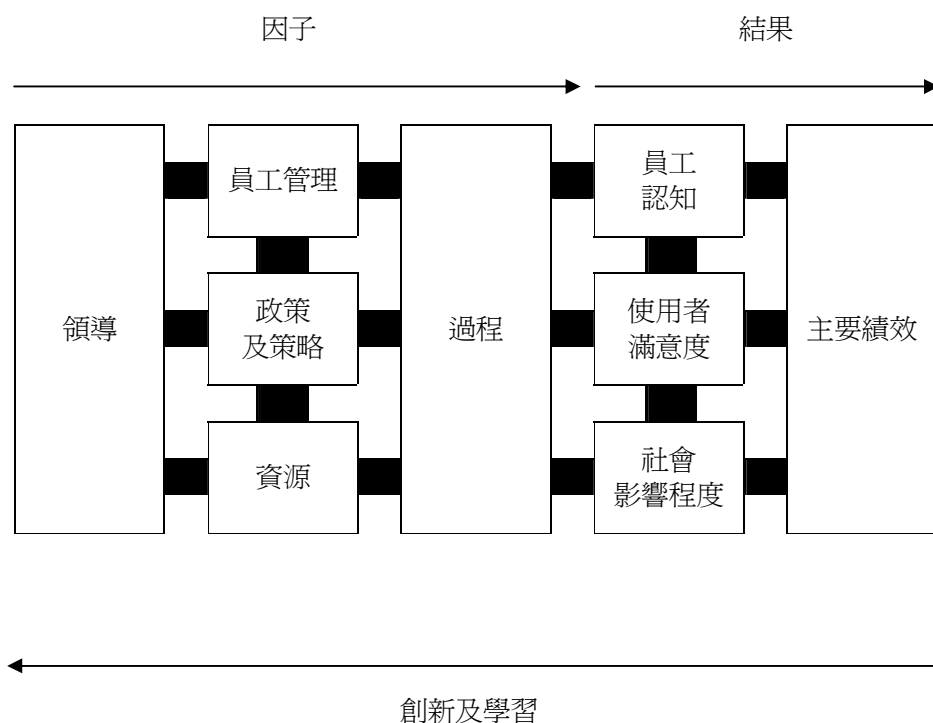 因子
結果
領導
員工管理
政策
及策略
資源
過程
員工
認知
使用者
滿意度
社會
影響程度
主要績效
創新及學習